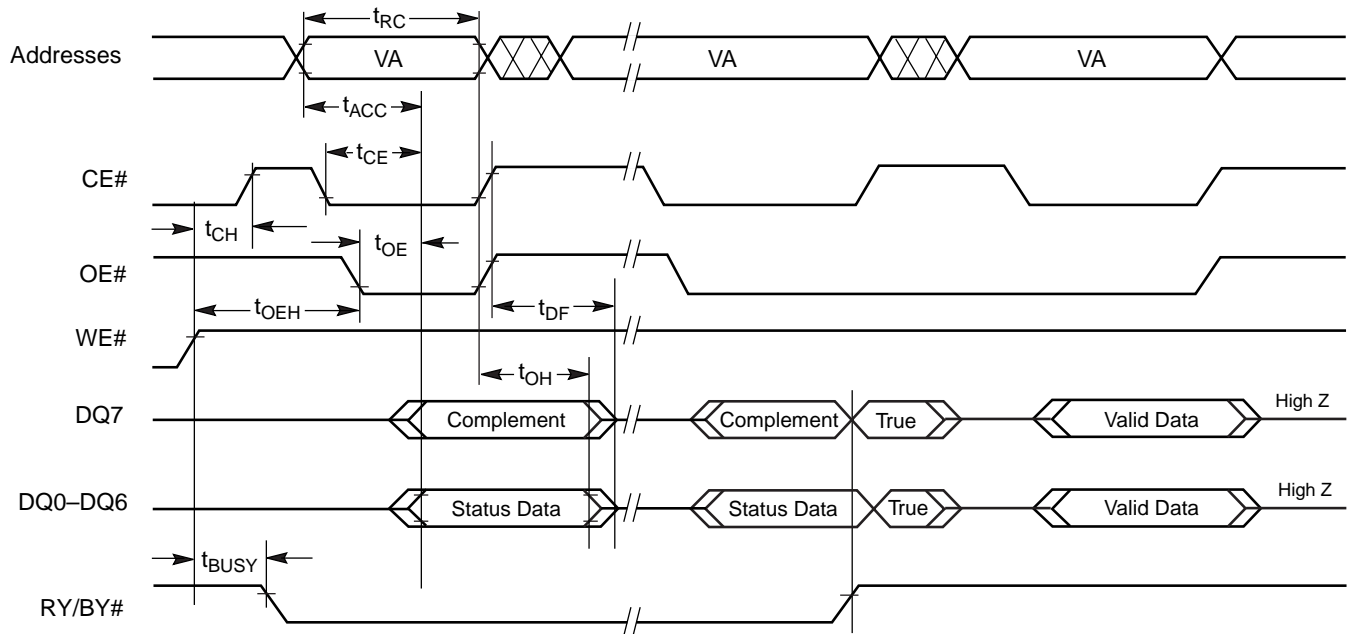 tRC
Addresses VA VA VA
tACC
tCE
CE#
tCH tOE
OE#
tOEH tDF
WE#
tOH
DQ7 Complement Complement True Valid Data High Z
DQ0–DQ6 Status Data Status Data True Valid Data High Z
tBUSY
RY/BY#